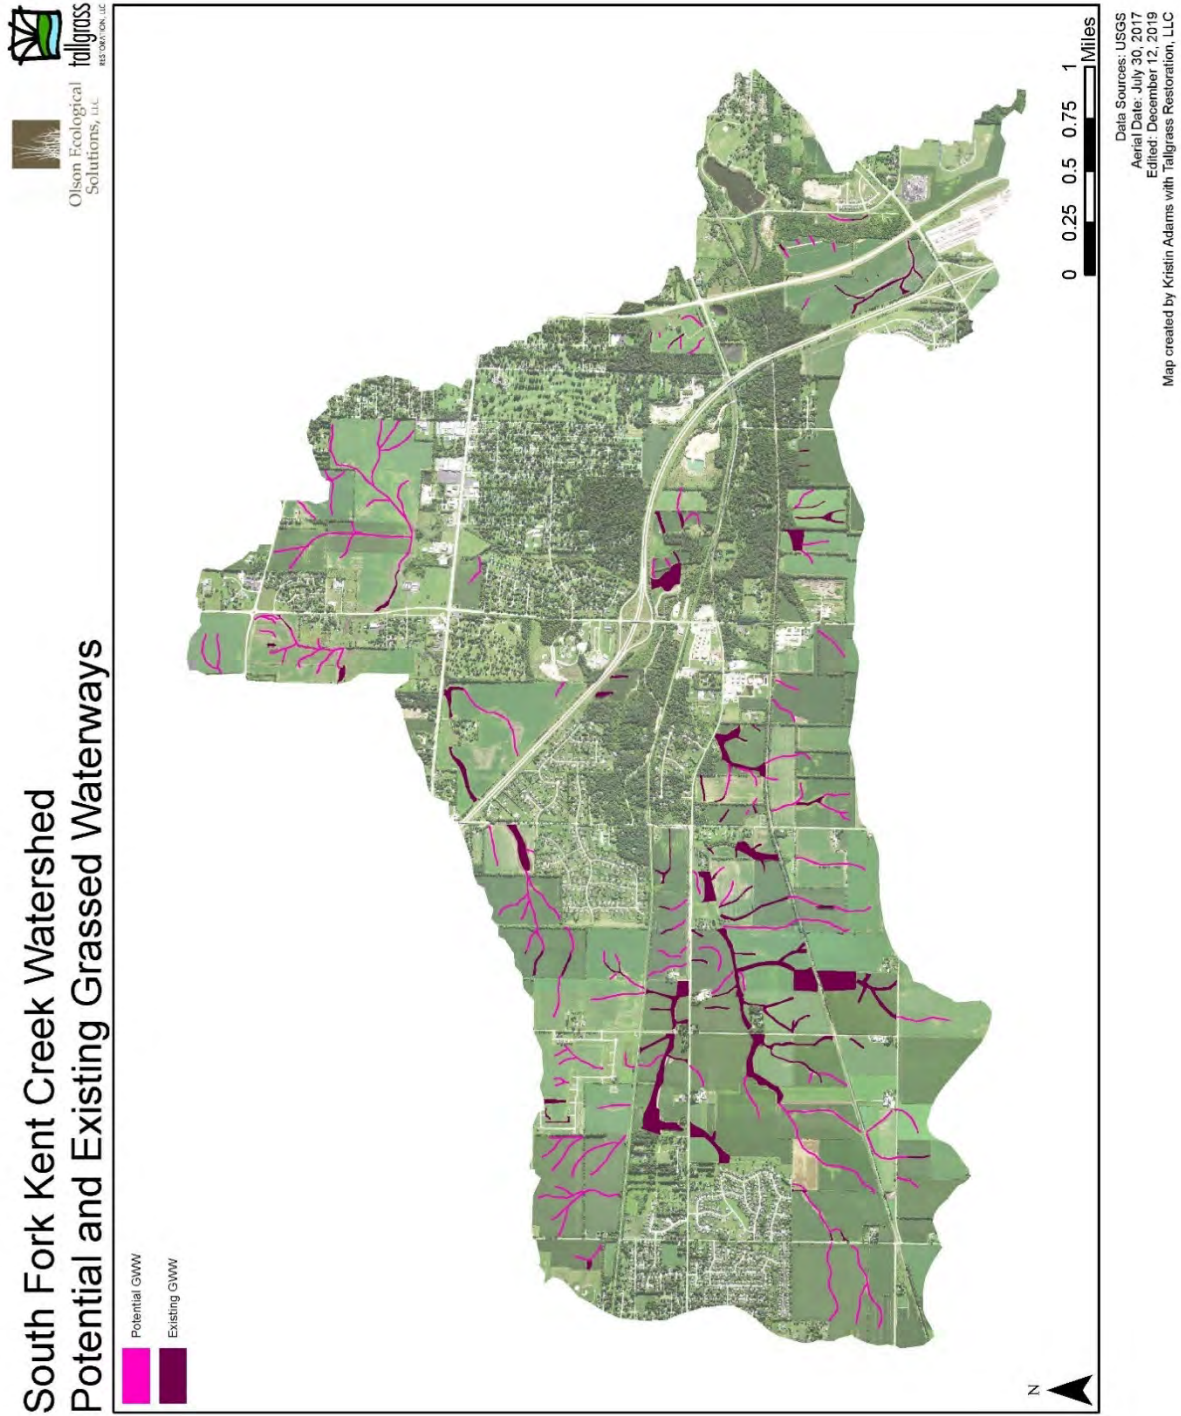 South Fork Kent Creek Watershed
Potential and Existing Grassed Waterways
Olson Ecological
Solutions, LLC
tallgrass
RESTORATION, LLC
Potential GWW
Existing GWW
N
0 0.25 0.5 0.75 1
Miles
Data Sources: USGS
Aerial Date: July 30, 2017
Edited: December 12, 2019
Map created by Kristin Adams with Tallgrass Restoration, LLC